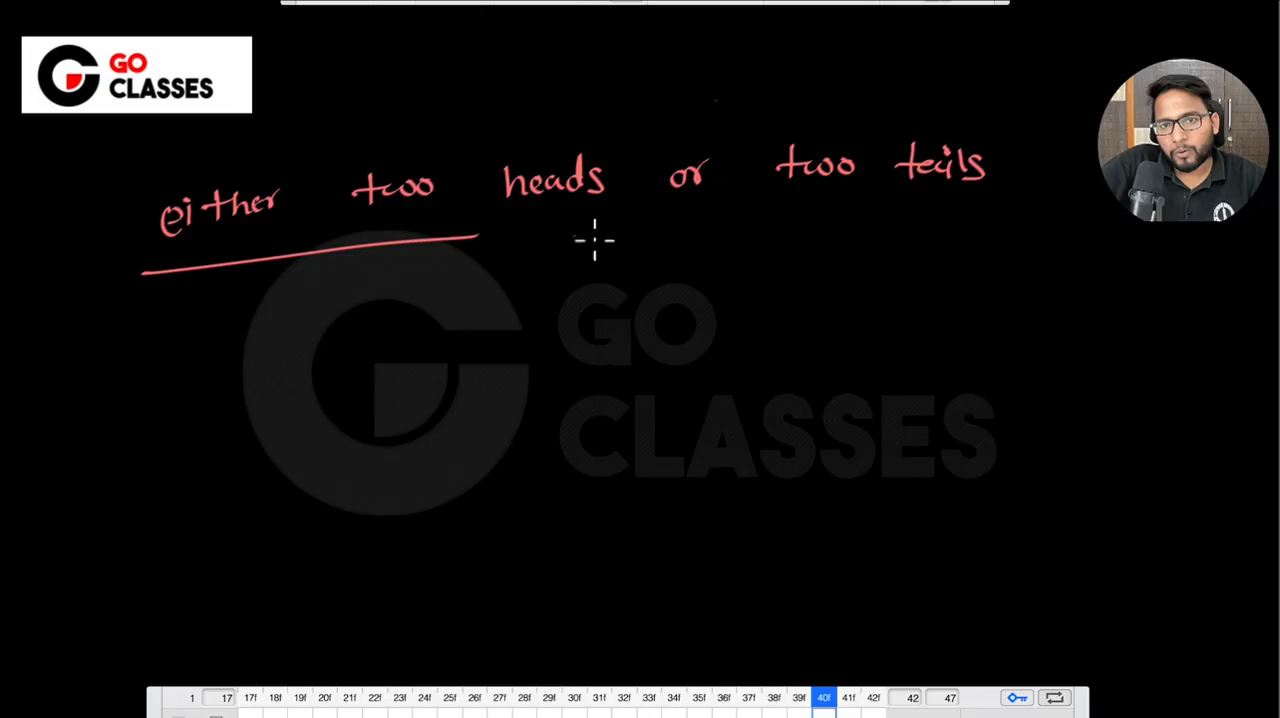 GO
CLASSES
either two heads or two tails
GO
CLASSES
1 17 17f 18f 19f 20f 21f 22f 23f 24f 25f 26f 27f 28f 29f 30f 31f 32f 33f 34f 35f 36f 37f 38f 39f 40f 41f 42f 42 47